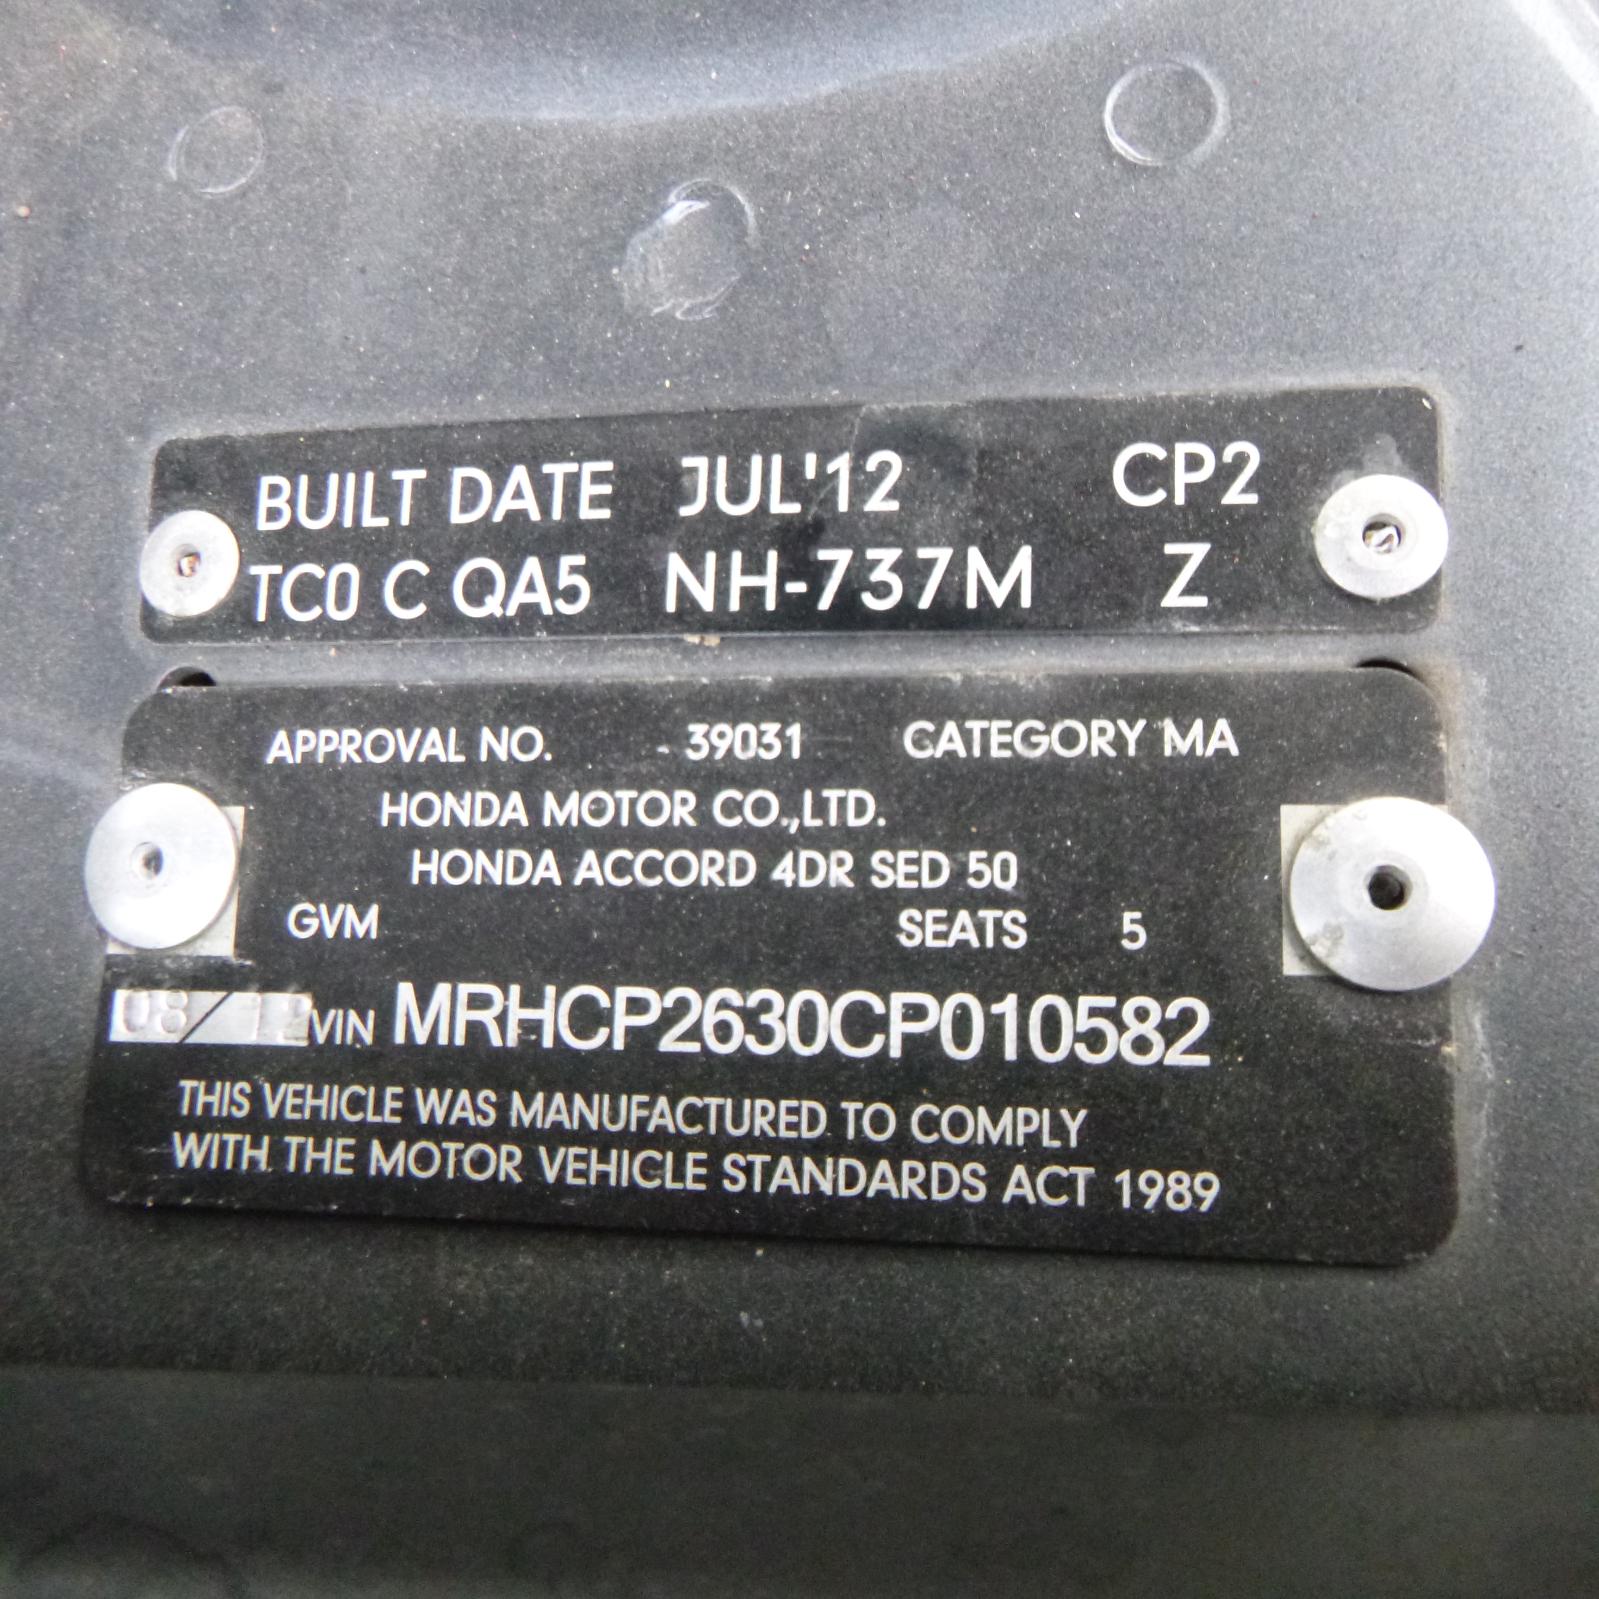 BUILT DATE JUL'12 CP2
TC0 C QA5 NH-737M Z
APPROVAL NO. 39031 CATEGORY MA
HONDA MOTOR CO.,LTD.
HONDA ACCORD 4DR SED 50
GVM SEATS 5
08/12 VIN MRHCP2630CP010582
THIS VEHICLE WAS MANUFACTURED TO COMPLY
WITH THE MOTOR VEHICLE STANDARDS ACT 1989